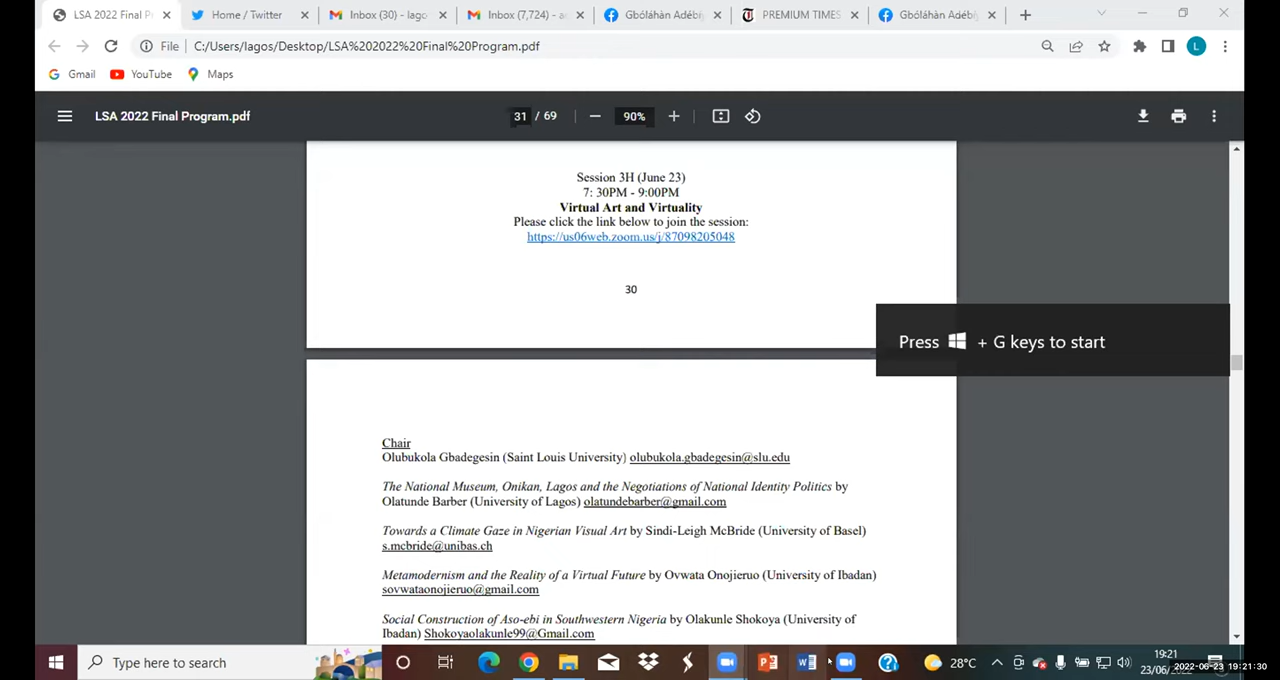 LSA 2022 Final P
Home / Twitter
Inbox (30) - lago
Inbox (7,724) - a
Gbóláhàn Adébíy
PREMIUM TIMES
Gbóláhàn Adébíy
File
C:/Users/lagos/Desktop/LSA%202022%20Final%20Program.pdf
L
Gmail
YouTube
Maps
LSA 2022 Final Program.pdf
31 / 69
90%
Session 3H (June 23)
7: 30PM - 9:00PM
Virtual Art and Virtuality
Please click the link below to join the session:
https://us06web.zoom.us/j/87098205048
30
Press + G keys to start
Chair
Olubukola Gbadegesin (Saint Louis University) olubukola.gbadegesin@slu.edu
The National Museum, Onikan, Lagos and the Negotiations of National Identity Politics by
Olatunde Barber (University of Lagos) olatundebarber@gmail.com
Towards a Climate Gaze in Nigerian Visual Art by Sindi-Leigh McBride (University of Basel)
s.mcbride@unibas.ch
Metamodernism and the Reality of a Virtual Future by Ovwata Onojieruo (University of Ibadan)
sovwataonojieruo@gmail.com
Social Construction of Aso-ebi in Southwestern Nigeria by Olakunle Shokoya (University of
Ibadan) Shokoyaolakunle99@Gmail.com
Type here to search
28°C
19:21
23/06/
2022-06-23 19:21:30